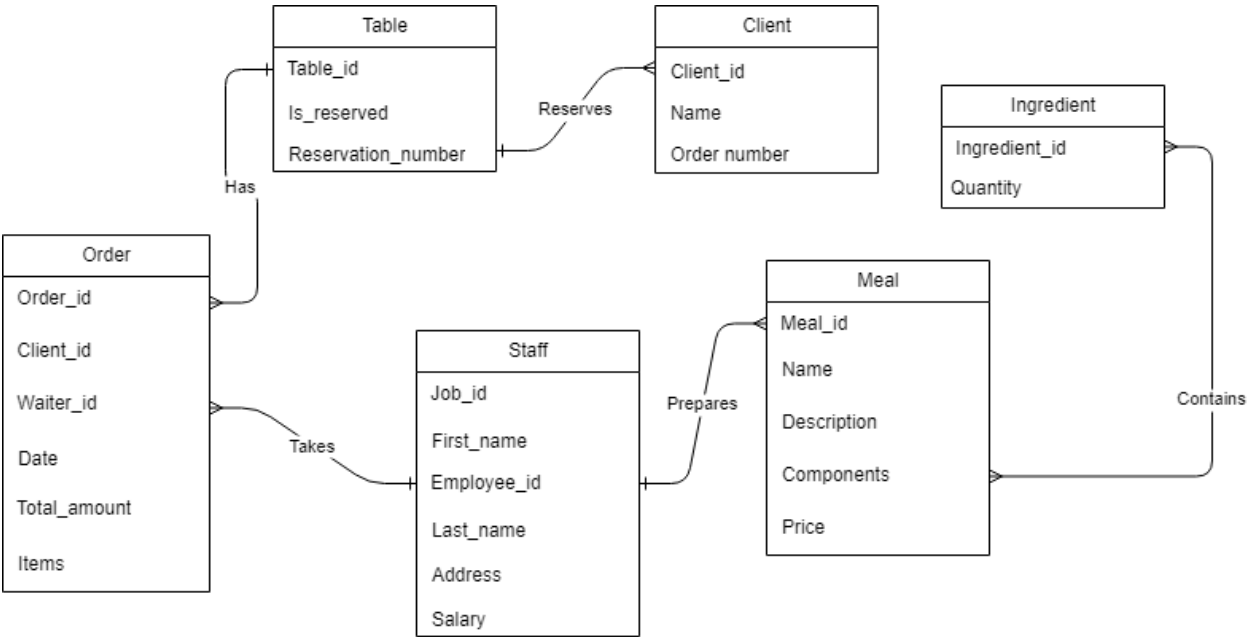 Table
Table_id
Is_reserved
Reservation_number
Client
Client_id
Name
Order number
Reserves
Ingredient
Ingredient_id
Quantity
Has
Order
Order_id
Client_id
Waiter_id
Date
Total_amount
Items
Takes
Staff
Job_id
First_name
Employee_id
Last_name
Address
Salary
Prepares
Meal
Meal_id
Name
Description
Components
Price
Contains